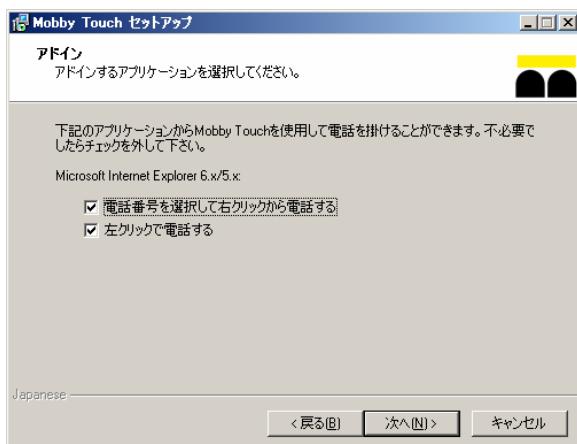 Mobby Touch セットアップ
アドイン
アドインするアプリケーションを選択してください。
下記のアプリケーションからMobby Touchを使用して電話を掛けることができます。不必要で
したらチェックを外して下さい。
Microsoft Internet Explorer 6.x/5.x:
電話番号を選択して右クリックから電話する
左クリックで電話する
Japanese
< 戻る(B)
次へ(N) >
キャンセル